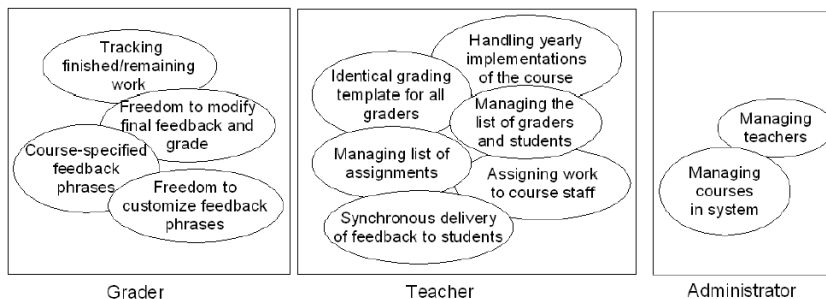 Tracking
finished/remaining
work
Freedom to modify
final feedback and
grade
Course-specified
feedback
phrases
Freedom to
customize feedback
phrases
Grader
Handling yearly
implementations
of the course
Identical grading
template for all
graders
Managing the
list of graders
and students
Managing list of
assignments
Assigning work
to course staff
Synchronous delivery
of feedback to students
Teacher
Managing
teachers
Managing
courses
in system
Administrator